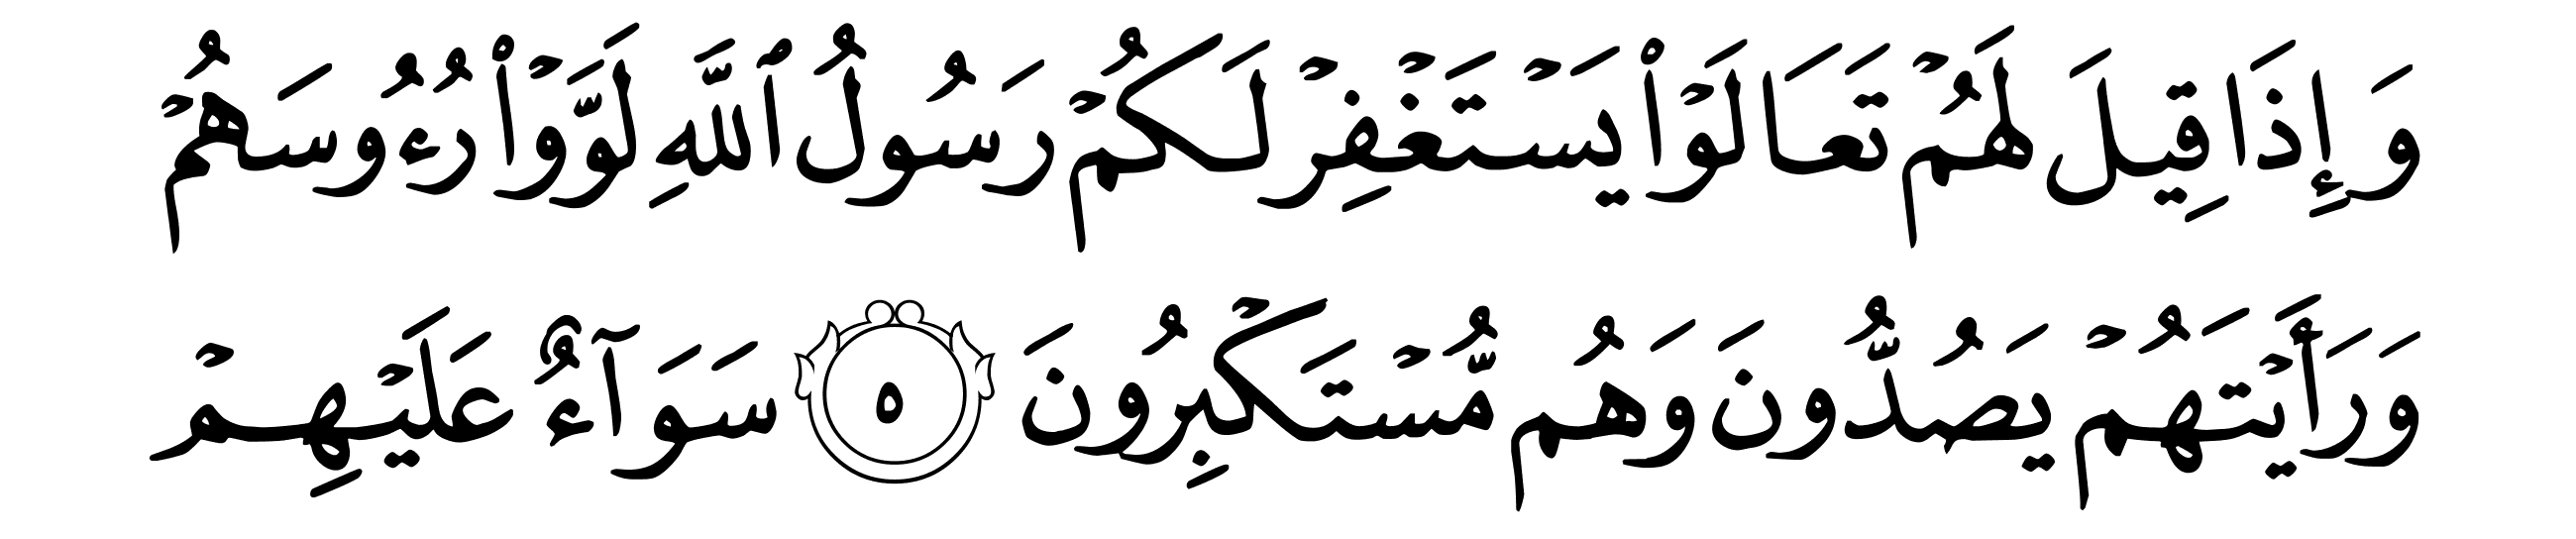 وَإِذَا قِيلَ لَهُمْ تَعَالَوْا۟ يَسْتَغْفِرْ لَكُمْ رَسُولُ ٱللَّهِ لَوَّوْا۟ رُءُوسَهُمْ
وَرَأَيْتَهُمْ يَصُدُّونَ وَهُم مُّسْتَكْبِرُونَ ٥ سَوَآءٌ عَلَيْهِمْ